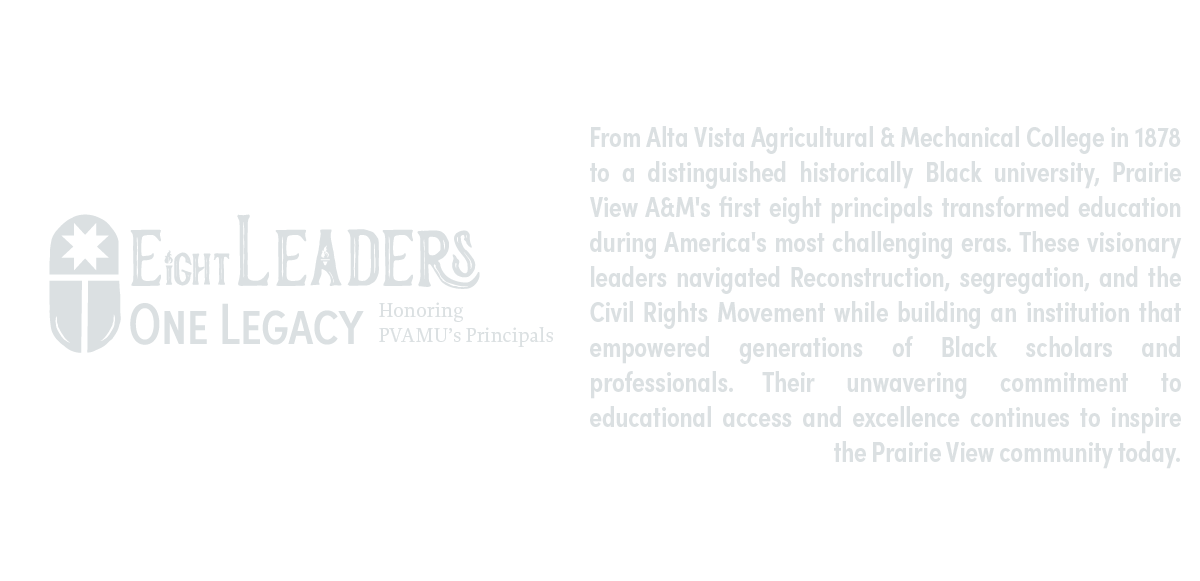 Eight Leaders
One Legacy
Honoring
PVAMU's Principals
From Alta Vista Agricultural & Mechanical College in 1878
to a distinguished historically Black university, Prairie
View A&M's first eight principals transformed education
during America's most challenging eras. These visionary
leaders navigated Reconstruction, segregation, and the
Civil Rights Movement while building an institution that
empowered generations of Black scholars and
professionals. Their unwavering commitment to
educational access and excellence continues to inspire
the Prairie View community today.